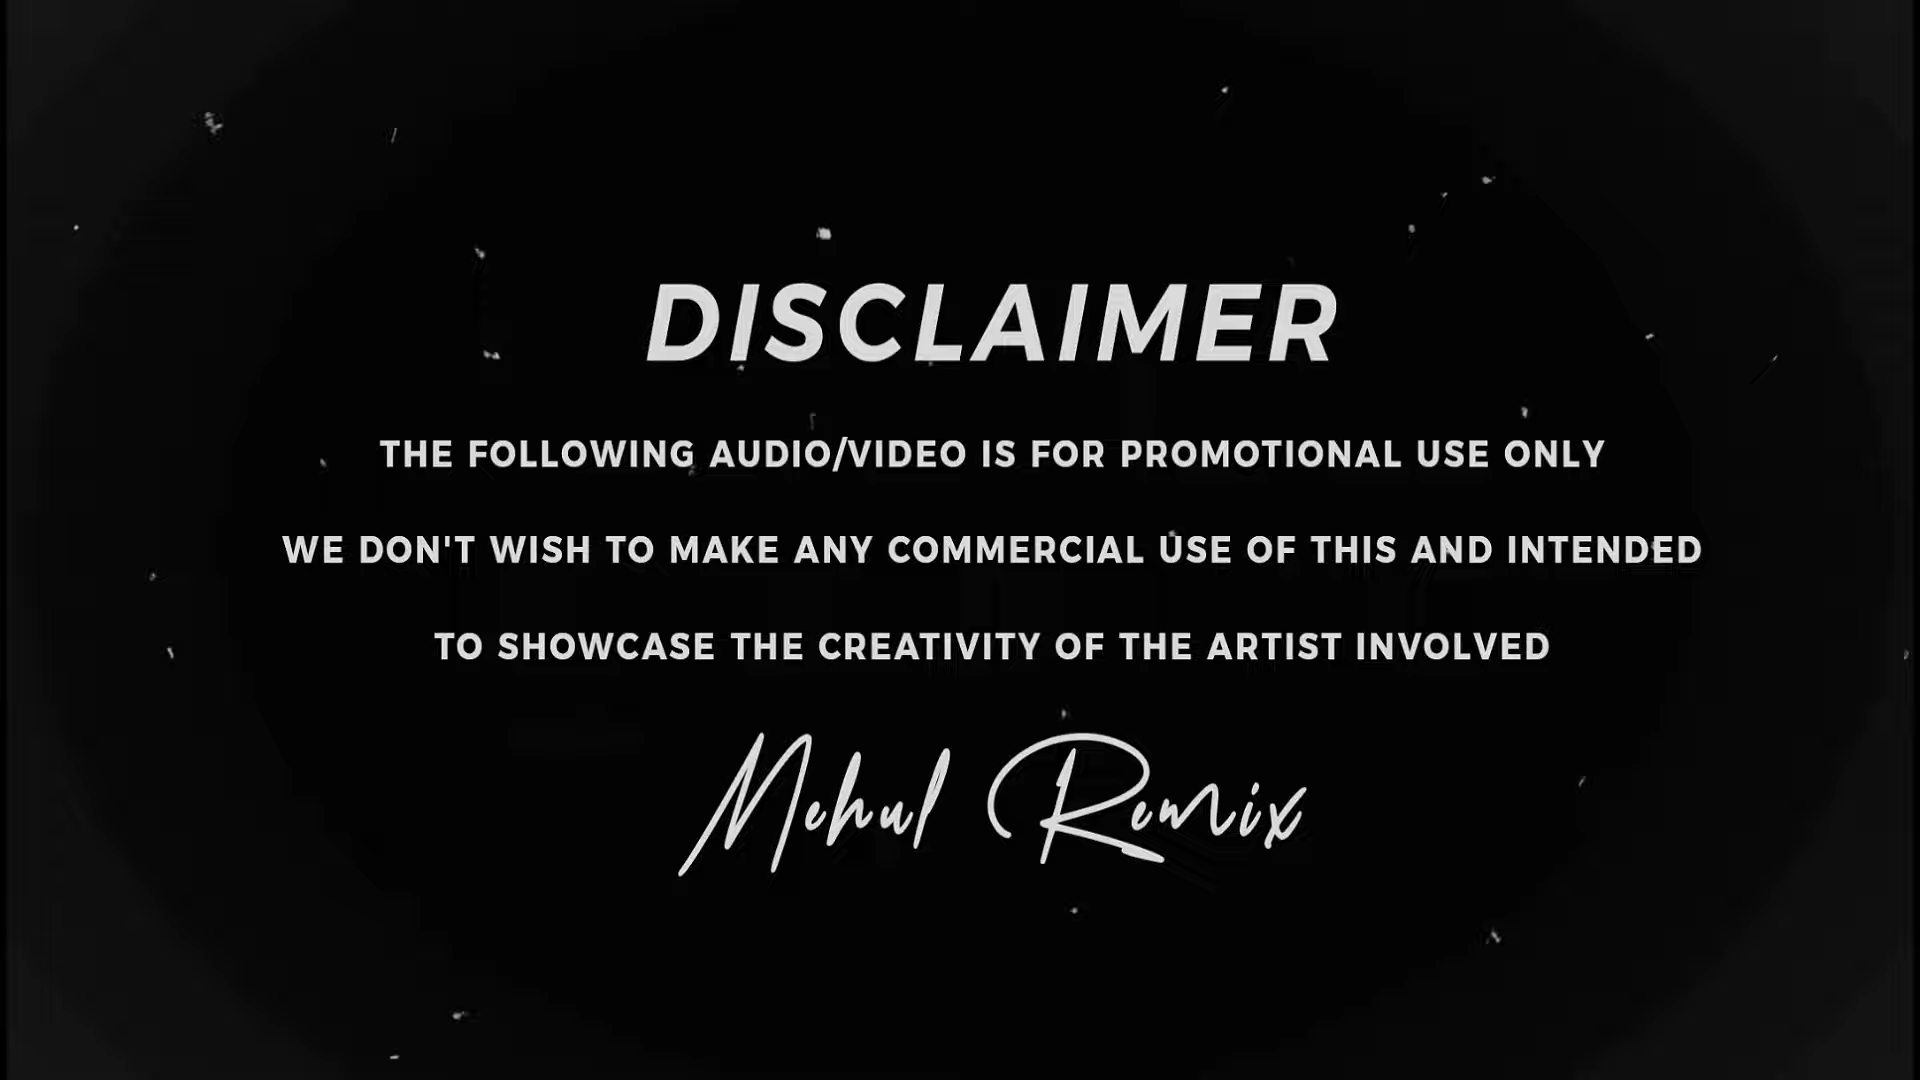 DISCLAIMER
THE FOLLOWING AUDIO/VIDEO IS FOR PROMOTIONAL USE ONLY
WE DON'T WISH TO MAKE ANY COMMERCIAL USE OF THIS AND INTENDED
TO SHOWCASE THE CREATIVITY OF THE ARTIST INVOLVED
Mehul Remix